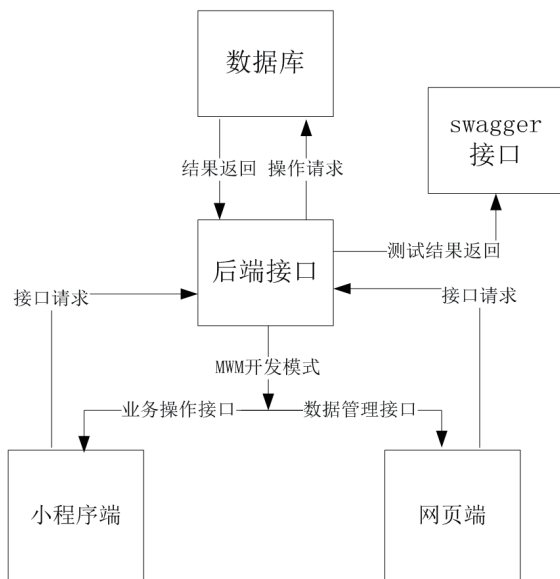 数据库
swagger
接口
结果返回 操作请求
后端接口
测试结果返回
接口请求
接口请求
MWM开发模式
业务操作接口
数据管理接口
小程序端
网页端